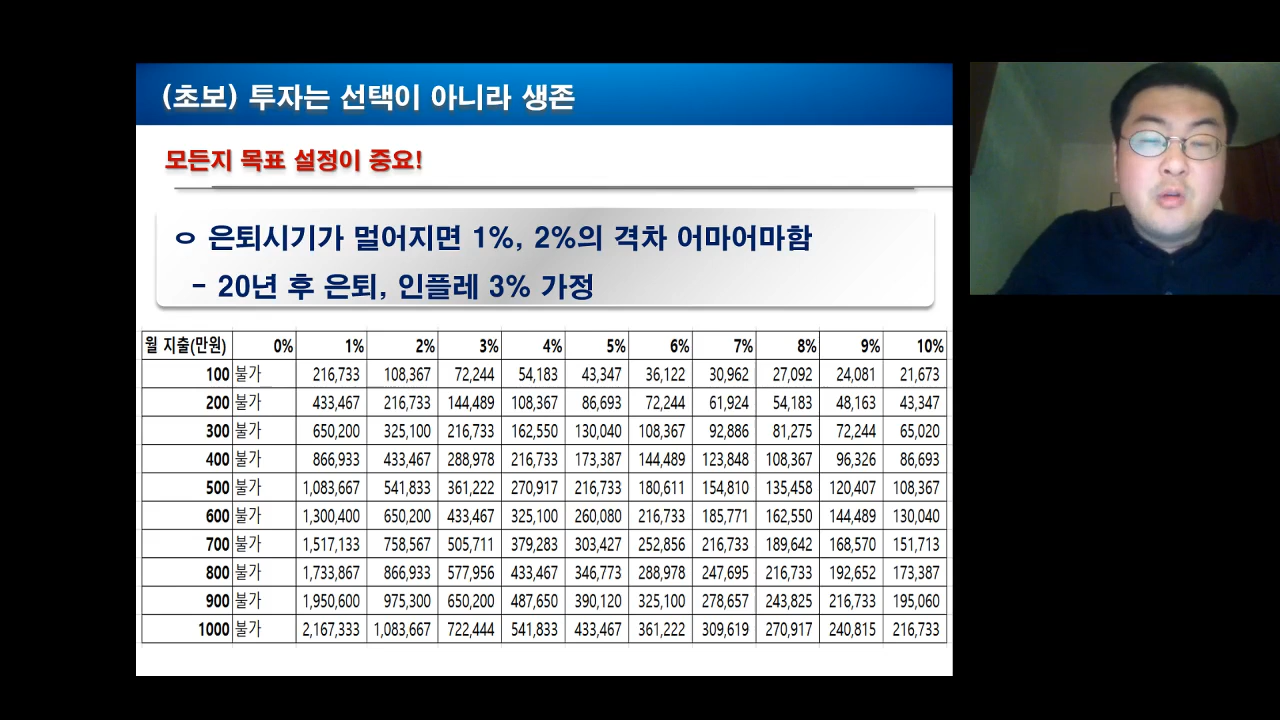 (초보) 투자는 선택이 아니라 생존
모든지 목표 설정이 중요!
ㅇ 은퇴시기가 멀어지면 1%, 2%의 격차 어마어마함
- 20년 후 은퇴, 인플레 3% 가정
월 지출(만원) 0% 1% 2% 3% 4% 5% 6% 7% 8% 9% 10%
100 불가 216,733 108,367 72,244 54,183 43,347 36,122 30,962 27,092 24,081 21,673
200 불가 433,467 216,733 144,489 108,367 86,693 72,244 61,924 54,183 48,163 43,347
300 불가 650,200 325,100 216,733 162,550 130,040 108,367 92,886 81,275 72,244 65,020
400 불가 866,933 433,467 288,978 216,733 173,387 144,489 123,848 108,367 96,326 86,693
500 불가 1,083,667 541,833 361,222 270,917 216,733 180,611 154,810 135,458 120,407 108,367
600 불가 1,300,400 650,200 433,467 325,100 260,080 216,733 185,771 162,550 144,489 130,040
700 불가 1,517,133 758,567 505,711 379,283 303,427 252,856 216,733 189,642 168,570 151,713
800 불가 1,733,867 866,933 577,956 433,467 346,773 288,978 247,695 216,733 192,652 173,387
900 불가 1,950,600 975,300 650,200 487,650 390,120 325,100 278,657 243,825 216,733 195,060
1000 불가 2,167,333 1,083,667 722,444 541,833 433,467 361,222 309,619 270,917 240,815 216,733